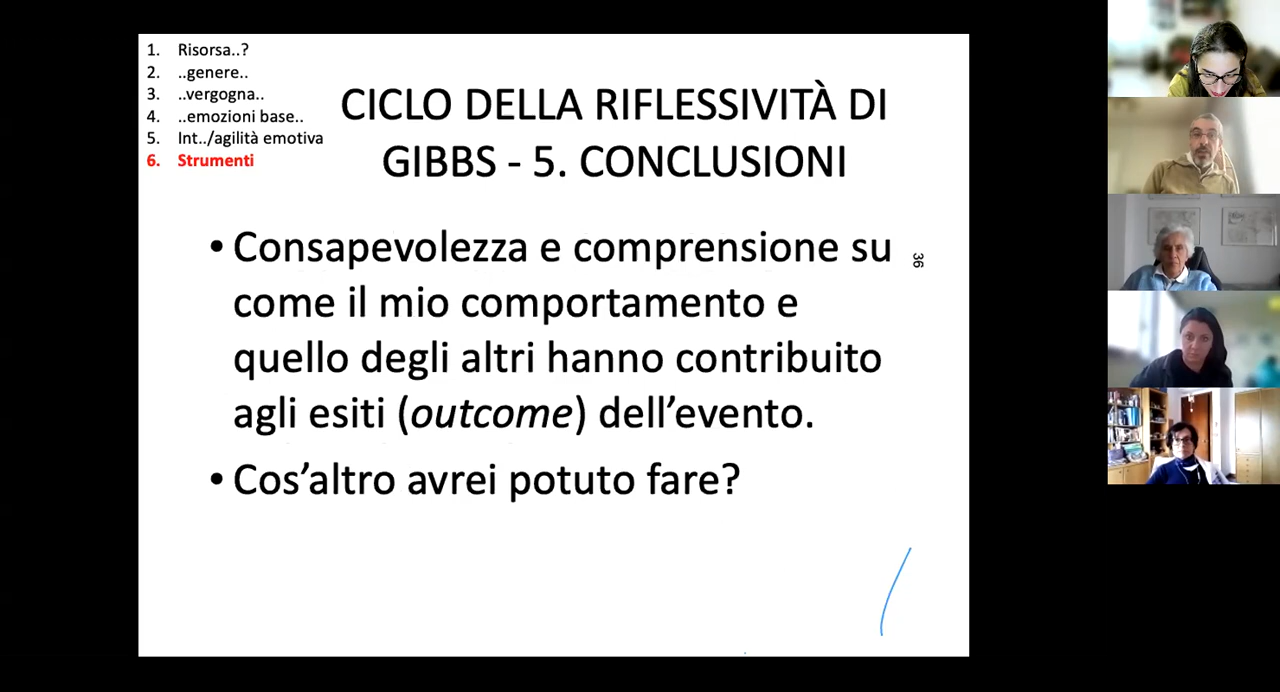 1. Risorsa..?
2. ..genere..
3. ..vergogna..
4. ..emozioni base..
5. Int../agilità emotiva
6. Strumenti
CICLO DELLA RIFLESSIVITÀ DI
GIBBS - 5. CONCLUSIONI
• Consapevolezza e comprensione su
come il mio comportamento e
quello degli altri hanno contribuito
agli esiti (outcome) dell’evento.
• Cos’altro avrei potuto fare?
36